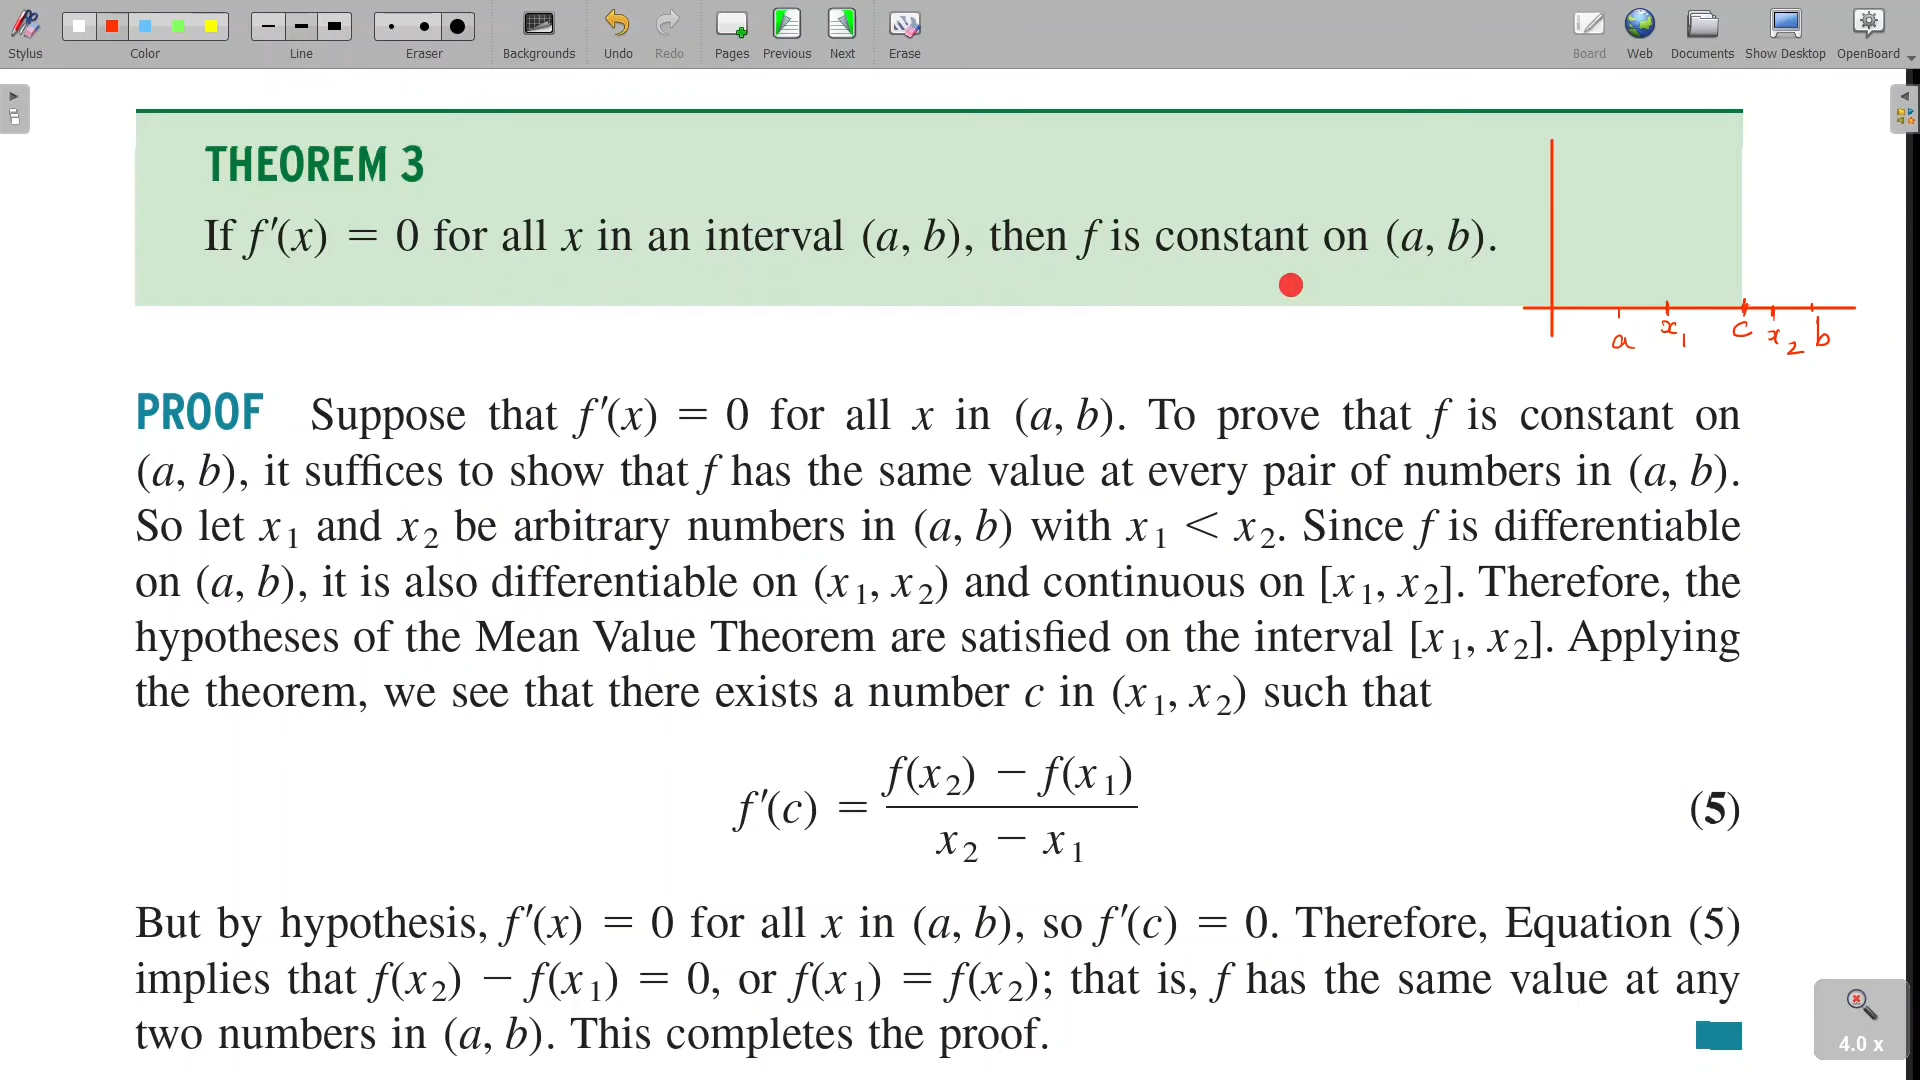 Stylus Color Line Eraser Backgrounds Undo Redo Pages Previous Next Erase Board Web Documents Show Desktop OpenBoard
THEOREM 3
If f′(x) = 0 for all x in an interval (a, b), then f is constant on (a, b).
a x₁ c x₂ b
PROOF Suppose that f′(x) = 0 for all x in (a, b). To prove that f is constant on
(a, b), it suffices to show that f has the same value at every pair of numbers in (a, b).
So let x₁ and x₂ be arbitrary numbers in (a, b) with x₁ < x₂. Since f is differentiable
on (a, b), it is also differentiable on (x₁, x₂) and continuous on [x₁, x₂]. Therefore, the
hypotheses of the Mean Value Theorem are satisfied on the interval [x₁, x₂]. Applying
the theorem, we see that there exists a number c in (x₁, x₂) such that
f′(c) = (f(x₂) − f(x₁)) / (x₂ − x₁) (5)
But by hypothesis, f′(x) = 0 for all x in (a, b), so f′(c) = 0. Therefore, Equation (5)
implies that f(x₂) − f(x₁) = 0, or f(x₁) = f(x₂); that is, f has the same value at any
two numbers in (a, b). This completes the proof.
4.0 x